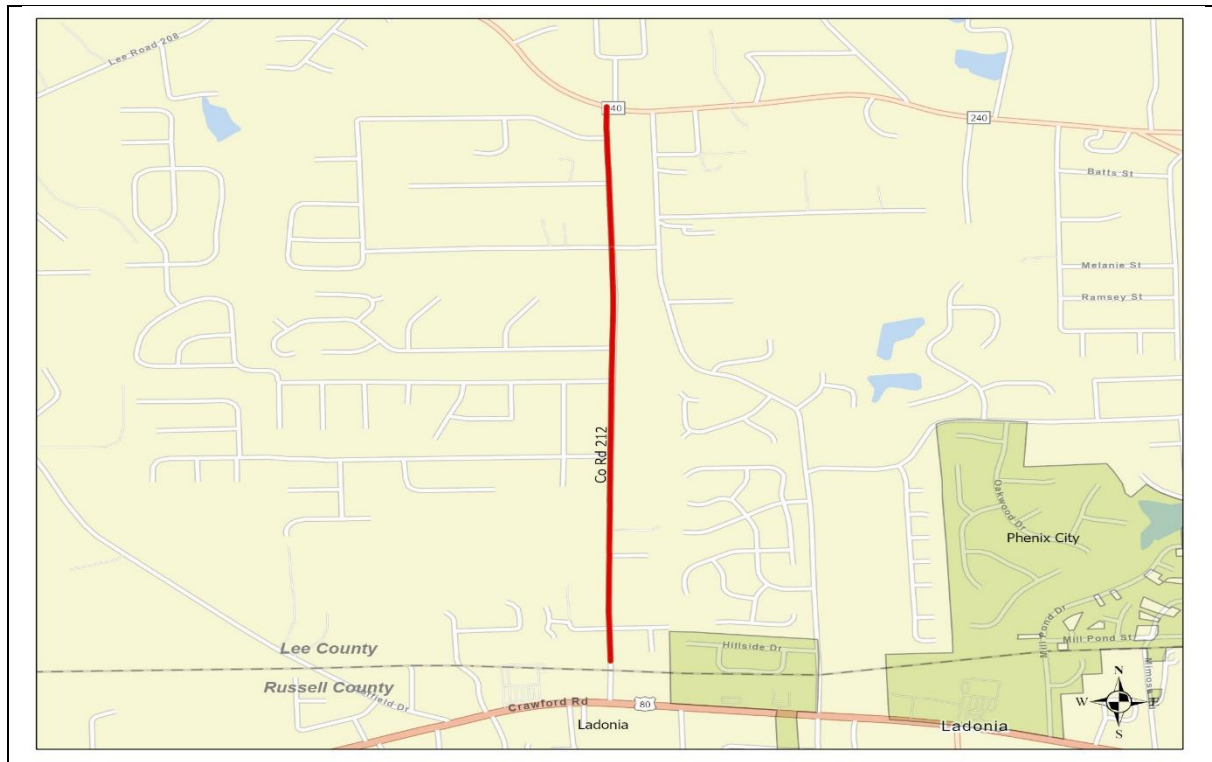 Lee Road 208
240
Batts St
Melanie St
Ramsey St
Co Rd 212
Oakwood Dr
Phenix City
Mill Pond Dr
Mill Pond St
Hillside Dr
Lee County
Russell County
Crawford Rd
80
Ladonia
Ladonia
N
W
E
S